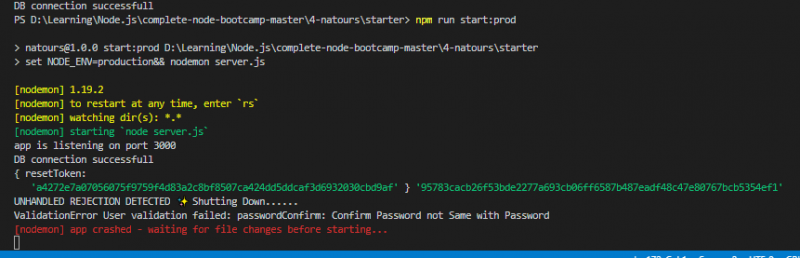 DB connection successfull
PS D:\Learning\Node.js\complete-node-bootcamp-master\4-natours\starter> npm run start:prod
> natours@1.0.0 start:prod D:\Learning\Node.js\complete-node-bootcamp-master\4-natours\starter
> set NODE_ENV=production&& nodemon server.js
[nodemon] 1.19.2
[nodemon] to restart at any time, enter `rs`
[nodemon] watching dir(s): *.*
[nodemon] starting `node server.js`
app is listening on port 3000
DB connection successfull
{ resetToken:
'a4272e7a07056075f9759f4d83a2c8bf8507ca424dd5ddcaf3d6932030cbd9af' } '95783cacb26f53bde2277a693cb06ff6587b487eadf48c47e80767bcb5354ef1'
UNHANDLED REJECTION DETECTED ✨ Shutting Down......
ValidationError User validation failed: passwordConfirm: Confirm Password not Same with Password
[nodemon] app crashed - waiting for file changes before starting...